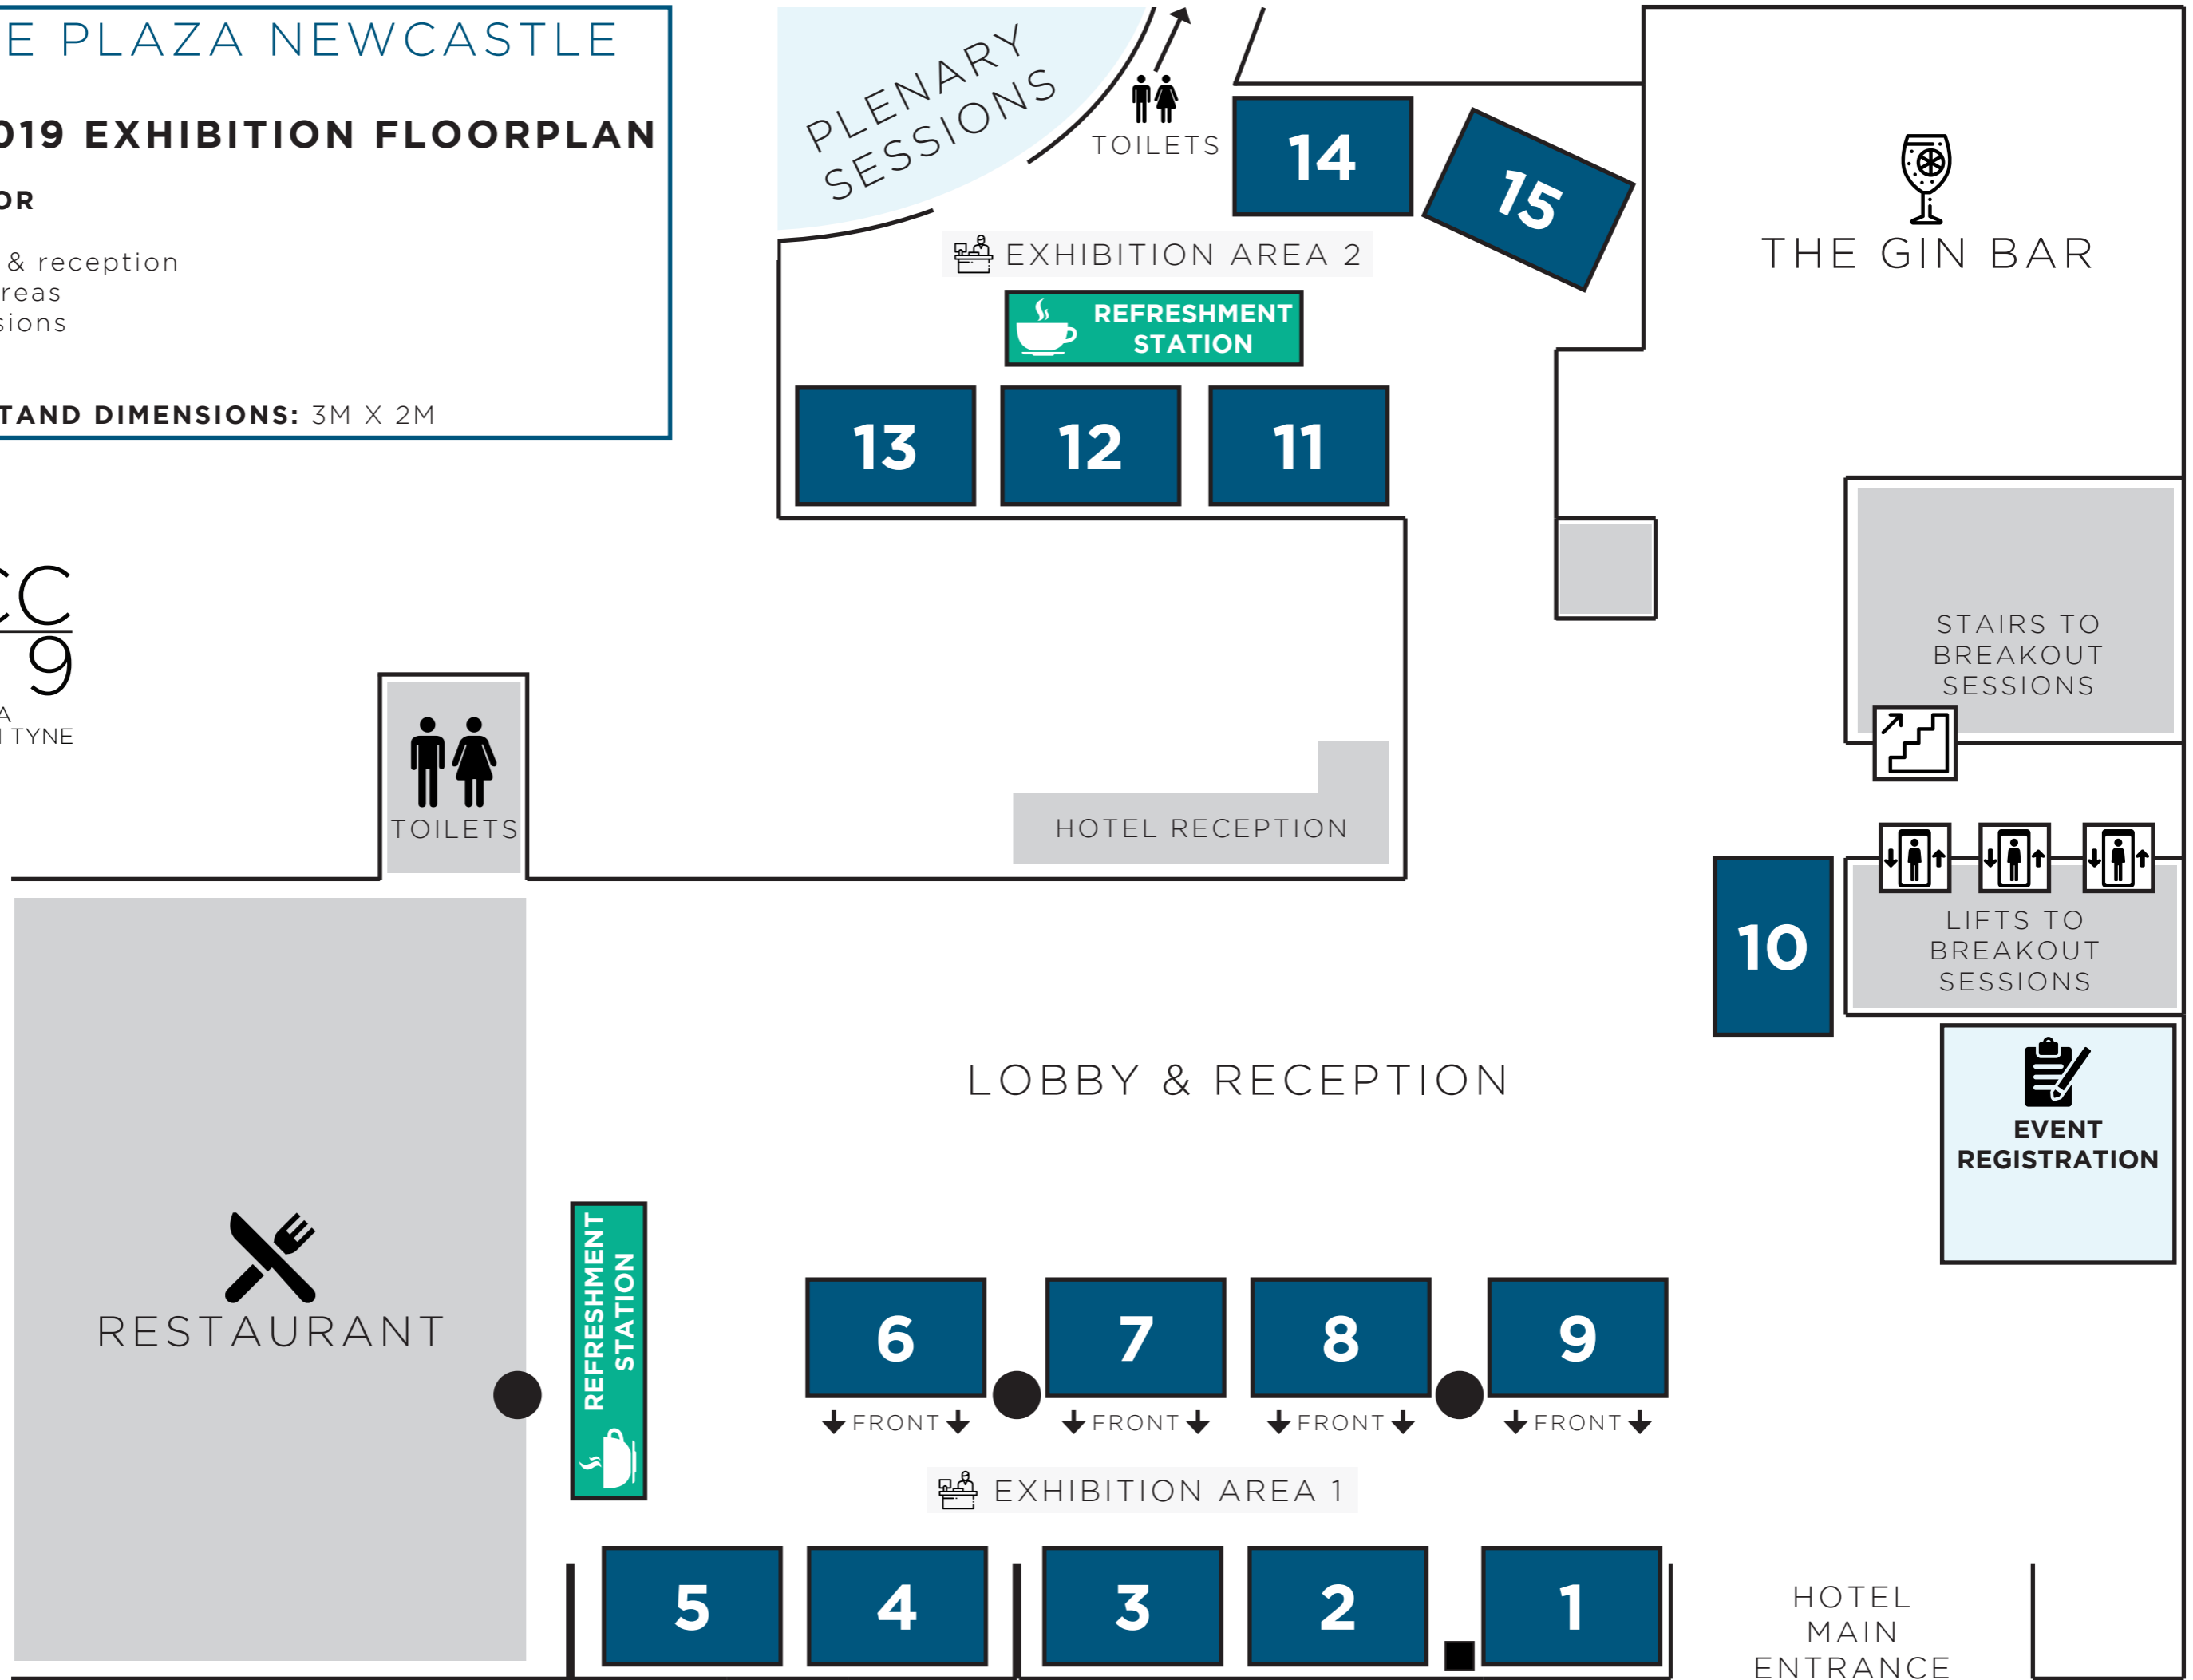 E PLAZA NEWCASTLE
019 EXHIBITION FLOORPLAN
OR
& reception
reas
sions
TAND DIMENSIONS: 3M X 2M
CC
9
A
TYNE
PLENARY
SESSIONS
TOILETS
14
15
EXHIBITION AREA 2
REFRESHMENT
STATION
13 12 11
THE GIN BAR
STAIRS TO
BREAKOUT
SESSIONS
TOILETS
HOTEL RECEPTION
10
LIFTS TO
BREAKOUT
SESSIONS
LOBBY & RECEPTION
EVENT
REGISTRATION
RESTAURANT
REFRESHMENT
STATION
6 7 8 9
FRONT FRONT FRONT FRONT
EXHIBITION AREA 1
5 4 3 2 1
HOTEL
MAIN
ENTRANCE